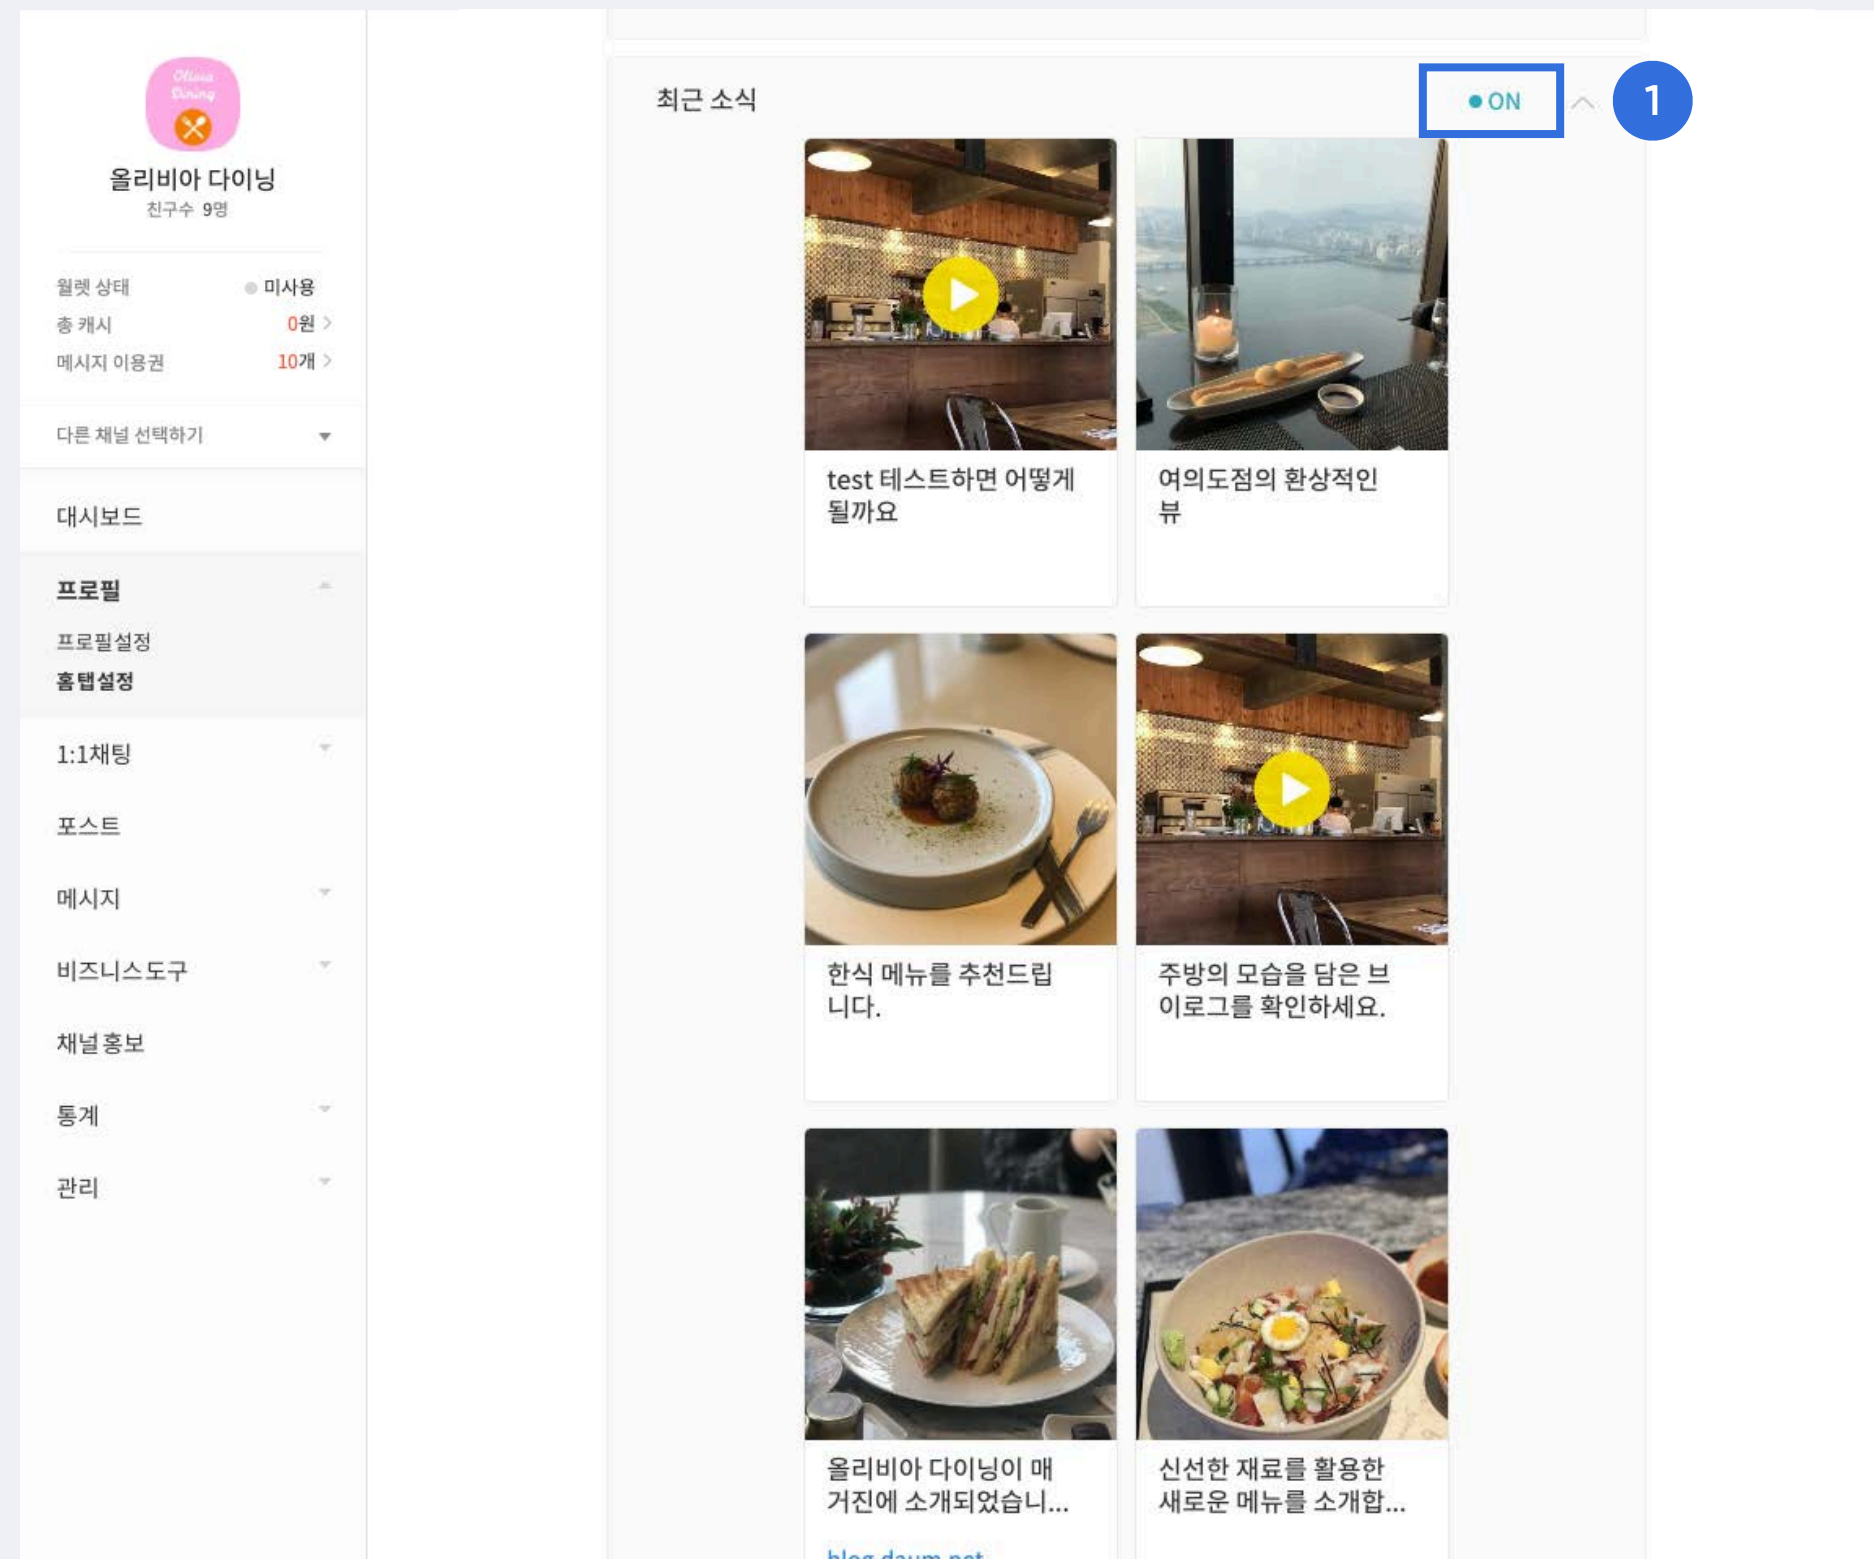 Olivia
Dining
올리비아 다이닝
친구수 9명
월렛 상태
미사용
총 캐시
0원
메시지 이용권
10개
다른 채널 선택하기
대시보드
프로필
프로필설정
홈탭설정
1:1채팅
포스트
메시지
비즈니스 도구
채널 홍보
통계
관리
최근 소식
ON
1
test 테스트하면 어떻게
될까요
여의도점의 환상적인
뷰
한식 메뉴를 추천드립
니다.
주방의 모습을 담은 브
이로그를 확인하세요.
올리비아 다이닝이 매
거진에 소개되었습니...
신선한 재료를 활용한
새로운 메뉴를 소개합...
blog.daum.net